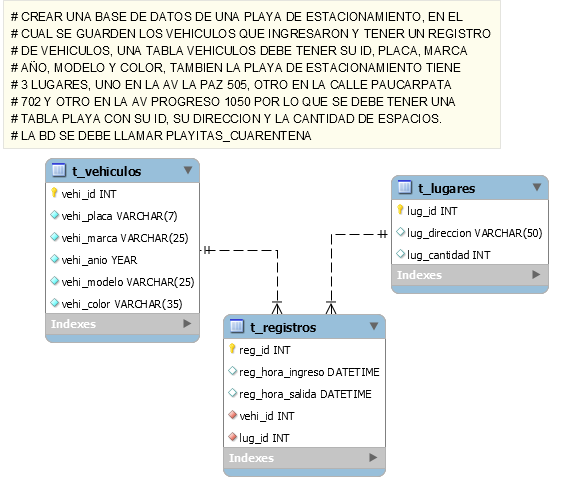 # CREAR UNA BASE DE DATOS DE UNA PLAYA DE ESTACIONAMIENTO, EN EL
# CUAL SE GUARDEN LOS VEHICULOS QUE INGRESARON Y TENER UN REGISTRO
# DE VEHICULOS, UNA TABLA VEHICULOS DEBE TENER SU ID, PLACA, MARCA
# AÑO, MODELO Y COLOR, TAMBIEN LA PLAYA DE ESTACIONAMIENTO TIENE
# 3 LUGARES, UNO EN LA AV LA PAZ 505, OTRO EN LA CALLE PAUCARPATA
# 702 Y OTRO EN LA AV PROGRESO 1050 POR LO QUE SE DEBE TENER UNA
# TABLA PLAYA CON SU ID, SU DIRECCION Y LA CANTIDAD DE ESPACIOS.
# LA BD SE DEBE LLAMAR PLAYITAS_CUARENTENA
t_vehiculos
vehi_id INT
vehi_placa VARCHAR(7)
vehi_marca VARCHAR(25)
vehi_anio YEAR
vehi_modelo VARCHAR(25)
vehi_color VARCHAR(35)
Indexes
t_lugares
lug_id INT
lug_direccion VARCHAR(50)
lug_cantidad INT
Indexes
t_registros
reg_id INT
reg_hora_ingreso DATETIME
reg_hora_salida DATETIME
vehi_id INT
lug_id INT
Indexes